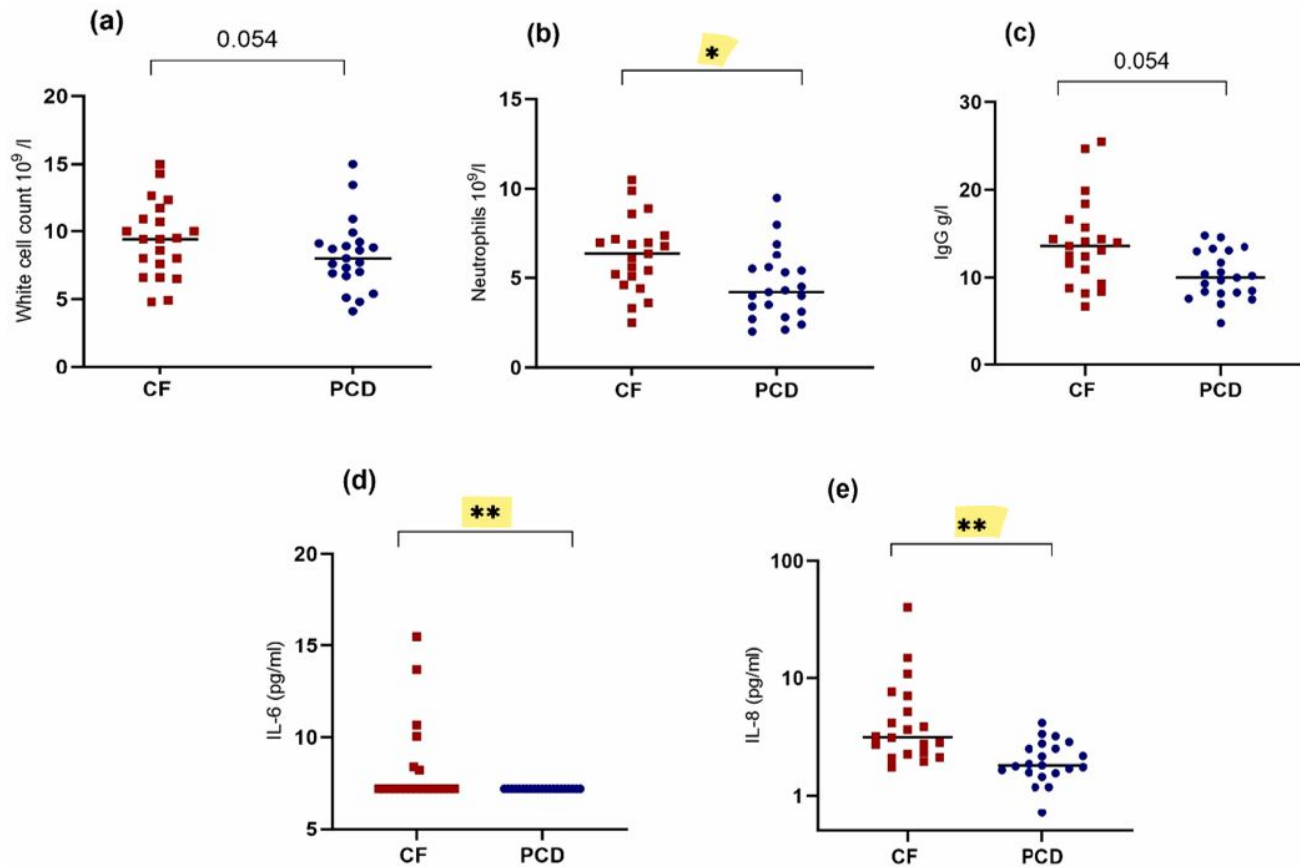 (a)
0.054
White cell count 10⁹ /l
20
15
10
5
0
CF
PCD
(b)
*
Neutrophils 10⁹/l
15
10
5
0
CF
PCD
(c)
0.054
IgG g/l
30
20
10
0
CF
PCD
(d)
**
IL-6 (pg/ml)
20
15
10
5
CF
PCD
(e)
**
IL-8 (pg/ml)
100
10
1
CF
PCD